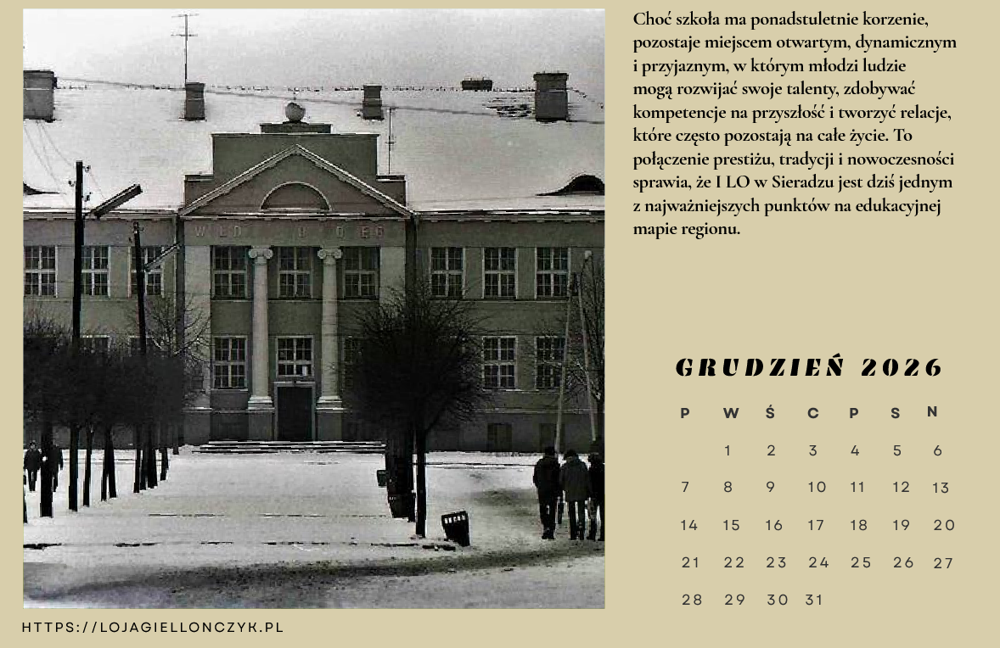 Choć szkoła ma ponadstuletnie korzenie,
pozostaje miejscem otwartym, dynamicznym
i przyjaznym, w którym młodzi ludzie
mogą rozwijać swoje talenty, zdobywać
kompetencje na przyszłość i tworzyć relacje,
które często pozostają na całe życie. To
połączenie prestiżu, tradycji i nowoczesności
sprawia, że I LO w Sieradzu jest dziś jednym
z najważniejszych punktów na edukacyjnej
mapie regionu.
GRUDZIEŃ 2026
P W Ś C P S N
1 2 3 4 5 6
7 8 9 10 11 12 13
14 15 16 17 18 19 20
21 22 23 24 25 26 27
28 29 30 31
HTTPS://LOJAGIELLONCZYK.PL